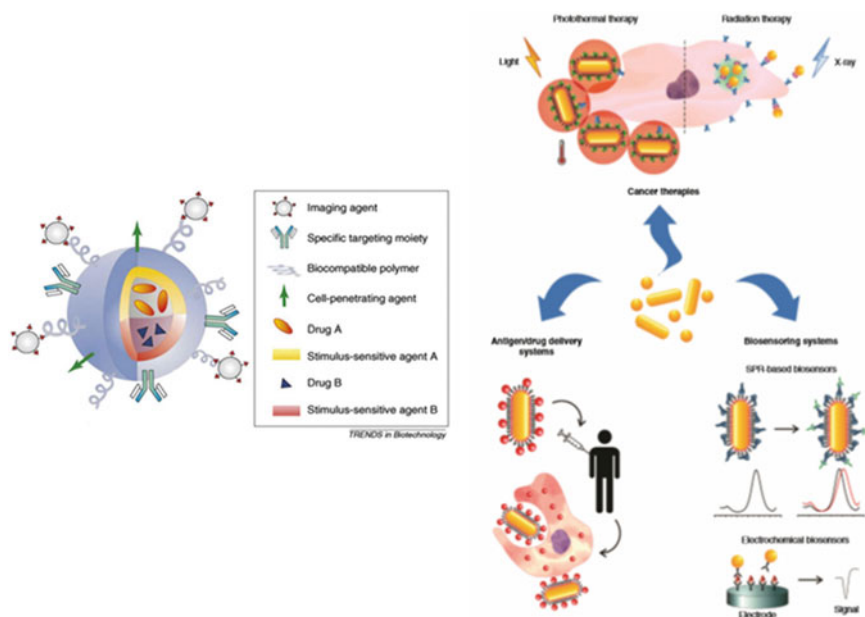 Imaging agent
Specific targeting moiety
Biocompatible polymer
Cell-penetrating agent
Drug A
Stimulus-sensitive agent A
Drug B
Stimulus-sensitive agent B
TRENDS in Biotechnology
Photothermal therapy
Radiation therapy
Light
X-ray
Cancer therapies
Antigen/drug delivery
systems
Biosensoring systems
SPR-based biosensors
Electrochemical biosensors
Electrode
Signal